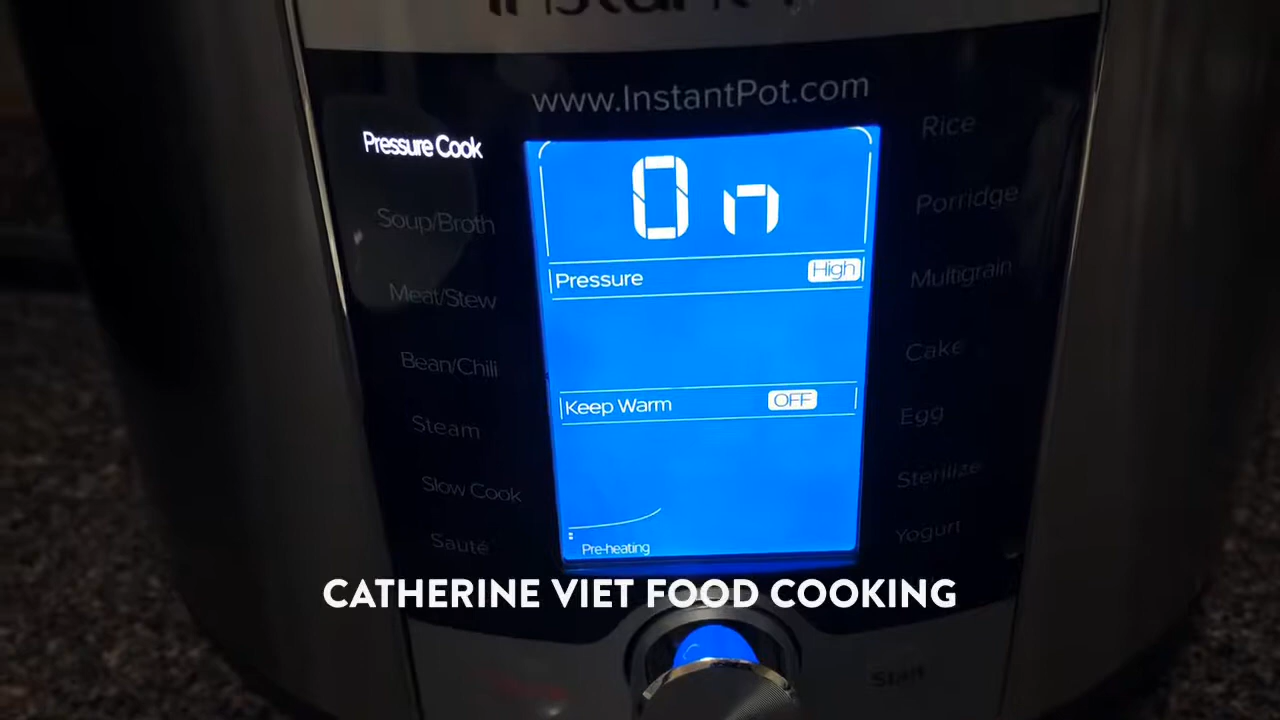 www.InstantPot.com
Pressure Cook
Soup/Broth
Meat/Stew
Bean/Chili
Steam
Slow Cook
Sauté
On
Pressure High
Keep Warm OFF
Pre-heating
Rice
Porridge
Multigrain
Cake
Egg
Sterilize
Yogurt
CATHERINE VIET FOOD COOKING
Start